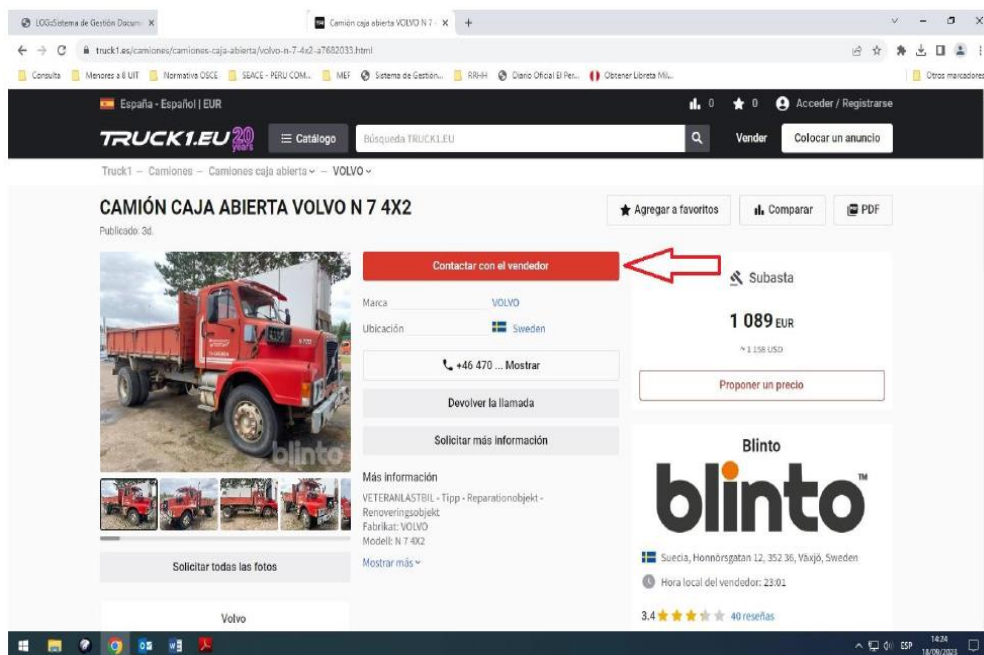 LOGcSistema de Gestión Docum
Camión caja abierta VOLVO N 7 -
truck1.es/camiones/camiones-caja-abierta/volvo-n-7-4x2-a7682033.html
Consulta Menores a 8 UIT Normativa OSCE SEACE - PERU COM... MEF Sistema de Gestión... RRHH Diario Oficial El Per... Obtener Libreta Mili... Otros marcadores
España - Español | EUR
0 0 Acceder / Registrarse
TRUCK1.EU 20 years Catálogo Búsqueda TRUCK1.EU Vender Colocar un anuncio
Truck1 – Camiones – Camiones caja abierta – VOLVO
CAMIÓN CAJA ABIERTA VOLVO N 7 4X2
Agregar a favoritos Comparar PDF
Publicado: 3d.
Contactar con el vendedor
Marca VOLVO
Ubicación Sweden
+46 470 ... Mostrar
Devolver la llamada
Solicitar más información
Más información
VETERANLASTBIL - Tipp - Reparationobjekt -
Renoveringsobjekt
Fabrikat: VOLVO
Modell: N 7 4X2
Mostrar más
blinto
Solicitar todas las fotos
Volvo
Subasta
1 089 EUR
~ 1 158 USD
Proponer un precio
Blinto
blinto™
Suecia, Honnörsgatan 12, 352 36, Växjö, Sweden
Hora local del vendedor: 23:01
3.4 40 reseñas
ESP 14:24
18/09/2023